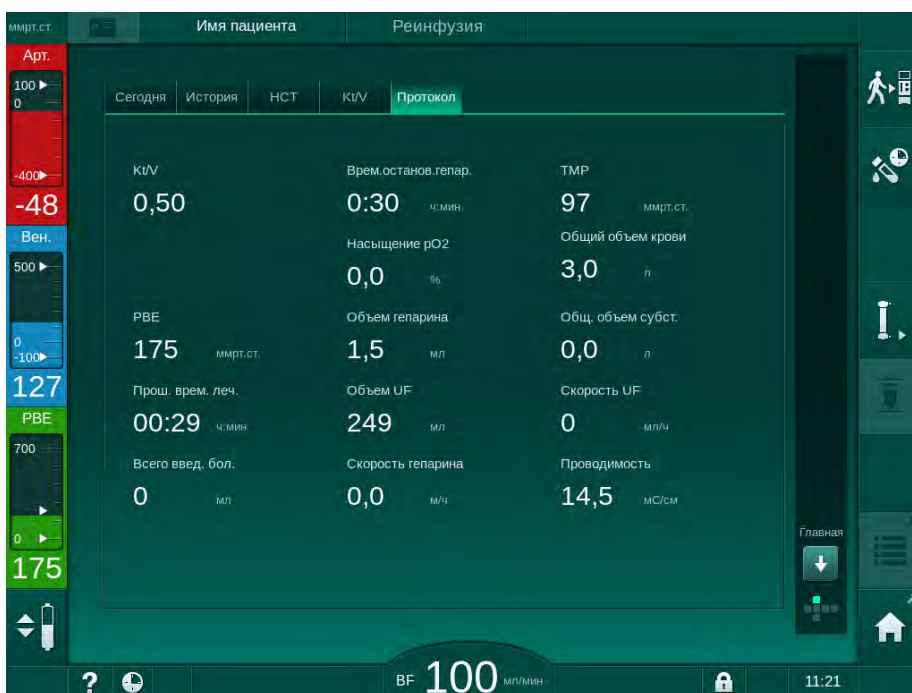 ммрт.ст.
Имя пациента
Реинфузия
Арт.
100
0
-400
-48
Вен.
500
0
-100
127
PBE
700
0
175
Сегодня История НСТ Kt/V Протокол
Kt/V
0,50
Врем.останов.гепар.
0:30 ч:мин
TMP
97 ммрт.ст.
Насыщение pO2
0,0 %
Общий объем крови
3,0 л
PBE
175 ммрт.ст.
Объем гепарина
1,5 мл
Общ. объем субст.
0,0 л
Прош. врем. леч.
00:29 ч:мин
Объем UF
249 мл
Скорость UF
0 мл/ч
Всего введ. бол.
0 мл
Скорость гепарина
0,0 м/ч
Проводимость
14,5 мС/см
Главная
? BF 100 мл/мин 11:21